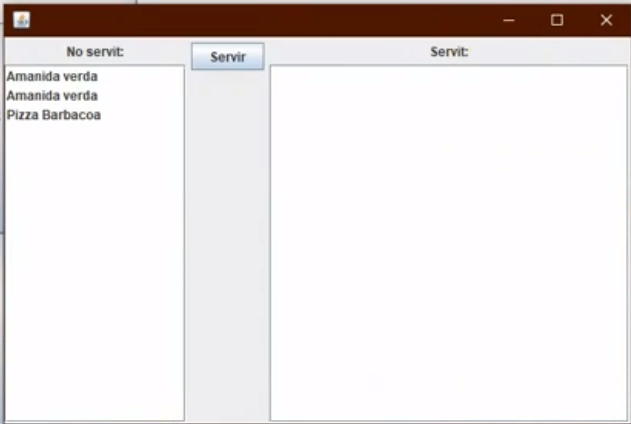 No servit:
Servir
Servit:
Amanida verda
Amanida verda
Pizza Barbacoa